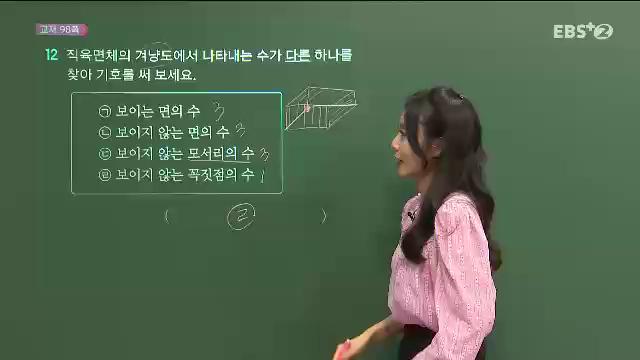 교재 98쪽
EBS+2
12 직육면체의 겨냥도에서 나타내는 수가 다른 하나를
찾아 기호를 써 보세요.
㉠ 보이는 면의 수 3
㉡ 보이지 않는 면의 수 3
㉢ 보이지 않는 모서리의 수 3
㉣ 보이지 않는 꼭짓점의 수 1
( ㉣ )